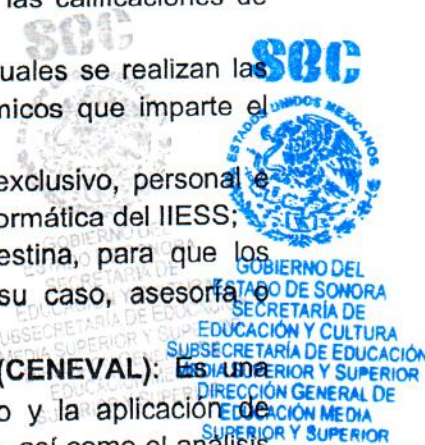 las calificaciones de
uales se realizan las
micos que imparte el
exclusivo, personal e
ormática del IIESS;
estina, para que los
su caso, asesoría o
(CENEVAL): Es una
o y la aplicación de
así como el análisis
SEC
SEC
ESTADOS UNIDOS MEXICANOS
GOBIERNO DEL
ESTADO DE SONORA
SECRETARÍA DE
EDUCACIÓN Y CULTURA
SUBSECRETARÍA DE EDUCACIÓN
MEDIA SUPERIOR Y SUPERIOR
DIRECCIÓN GENERAL DE
EDUCACIÓN MEDIA
SUPERIOR Y SUPERIOR